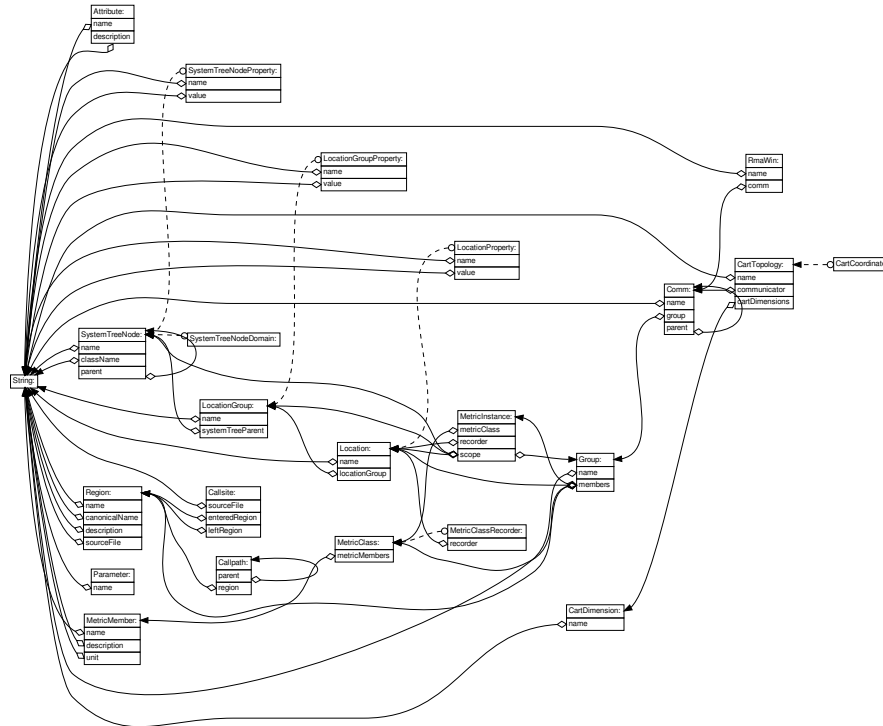 Attribute:
name
description
SystemTreeNodeProperty:
name
value
LocationGroupProperty:
name
value
RmaWin:
name
comm
LocationProperty:
name
value
CartTopology:
name
communicator
cartDimensions
CartCoordinate
Comm:
name
group
parent
SystemTreeNode:
name
className
parent
SystemTreeNodeDomain:
String:
LocationGroup:
name
systemTreeParent
MetricInstance:
metricClass
recorder
scope
Location:
name
locationGroup
Group:
name
members
Region:
name
canonicalName
description
sourceFile
Callsite:
sourceFile
enteredRegion
leftRegion
MetricClassRecorder:
recorder
MetricClass:
metricMembers
Callpath:
parent
region
Parameter:
name
MetricMember:
name
description
unit
CartDimension:
name